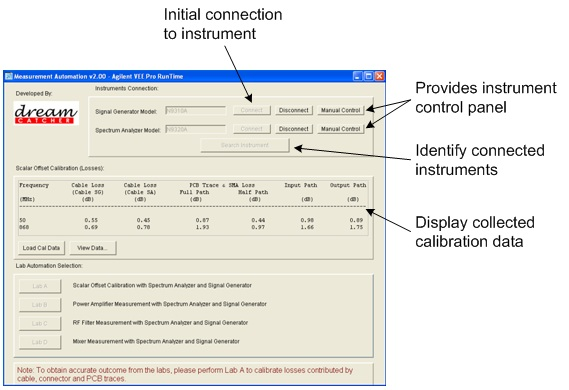 Initial connection
to instrument
Measurement Automation v2.00 - Agilent VEE Pro RunTime
Developed By:
Instruments Connection:
dream
CATCHER
Signal Generator Model: N9310A Connect Disconnect Manual Control
Spectrum Analyzer Model: N9320A Connect Disconnect Manual Control
Search Instrument
Provides instrument
control panel
Identify connected
instruments
Scalar Offset Calibration (Losses):
Frequency Cable Loss Cable Loss PCB Trace & SMA Loss Input Path Output Path
(Cable SG) (Cable SA) Full Path Half Path
(MHz) (dB) (dB) (dB) (dB) (dB) (dB)
50 0.55 0.45 0.87 0.44 0.98 0.89
868 0.69 0.78 1.93 0.97 1.66 1.75
Display collected
calibration data
Load Cal Data View Data...
Lab Automation Selection:
Lab A Scalar Offset Calibration with Spectrum Analyzer and Signal Generator
Lab B Power Amplifier Measurement with Spectrum Analyzer and Signal Generator
Lab C RF Filter Measurement with Spectrum Analyzer and Signal Generator
Lab D Mixer Measurement with Spectrum Analyzer and Signal Generator
Note: To obtain accurate outcome from the labs, please perform Lab A to calibrate losses contributed by
cable, connector and PCB traces.